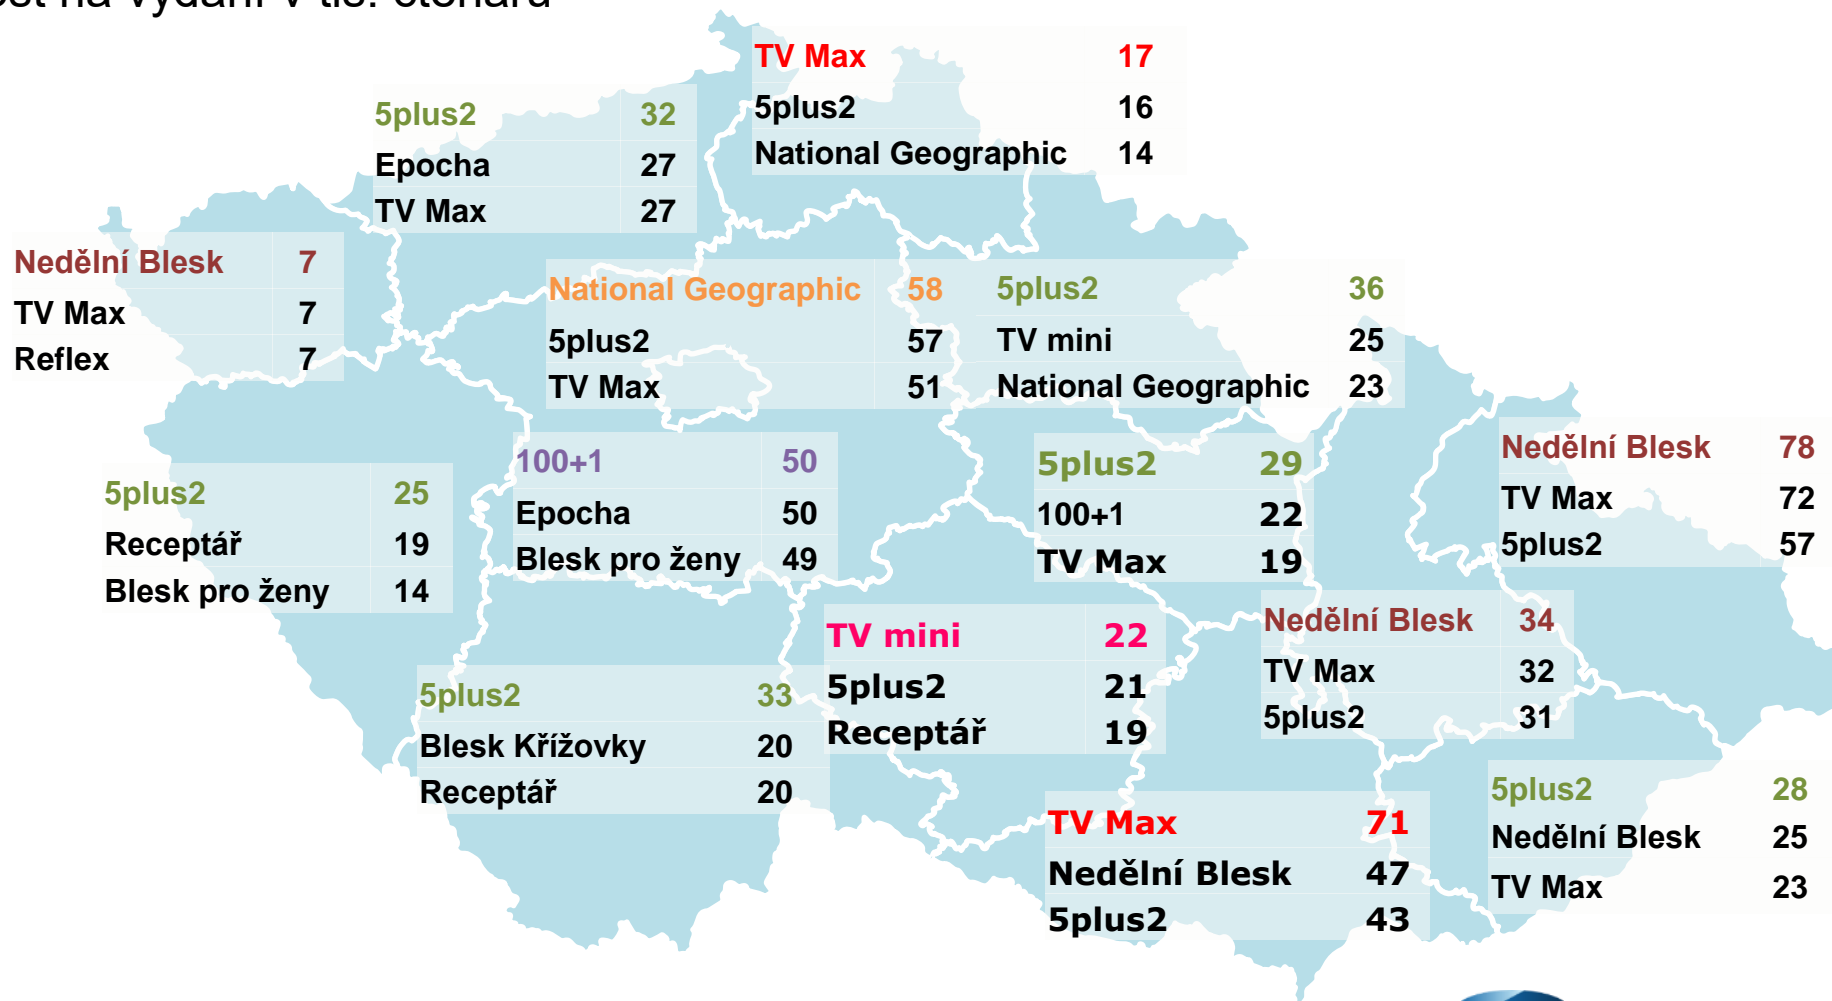 na vydání v tis. čtenářů
TV Max 17
5plus2 16
National Geographic 14
5plus2 32
Epocha 27
TV Max 27
Nedělní Blesk 7
TV Max 7
Reflex 7
National Geographic 58
5plus2 57
TV Max 51
5plus2 36
TV mini 25
National Geographic 23
5plus2 25
Receptář 19
Blesk pro ženy 14
100+1 50
Epocha 50
Blesk pro ženy 49
5plus2 29
100+1 22
TV Max 19
Nedělní Blesk 78
TV Max 72
5plus2 57
5plus2 33
Blesk Křížovky 20
Receptář 20
TV mini 22
5plus2 21
Receptář 19
Nedělní Blesk 34
TV Max 32
5plus2 31
TV Max 71
Nedělní Blesk 47
5plus2 43
5plus2 28
Nedělní Blesk 25
TV Max 23